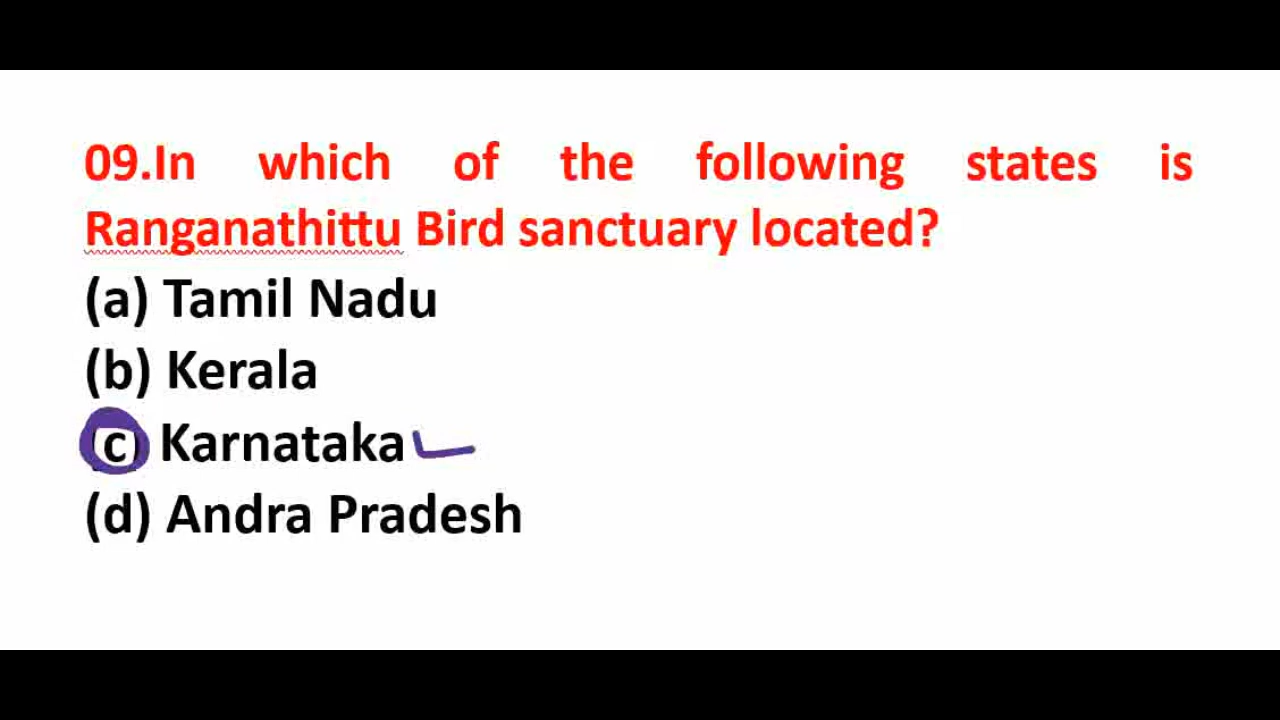 09.In which of the following states is
Ranganathittu Bird sanctuary located?
(a) Tamil Nadu
(b) Kerala
(c) Karnataka
(d) Andra Pradesh